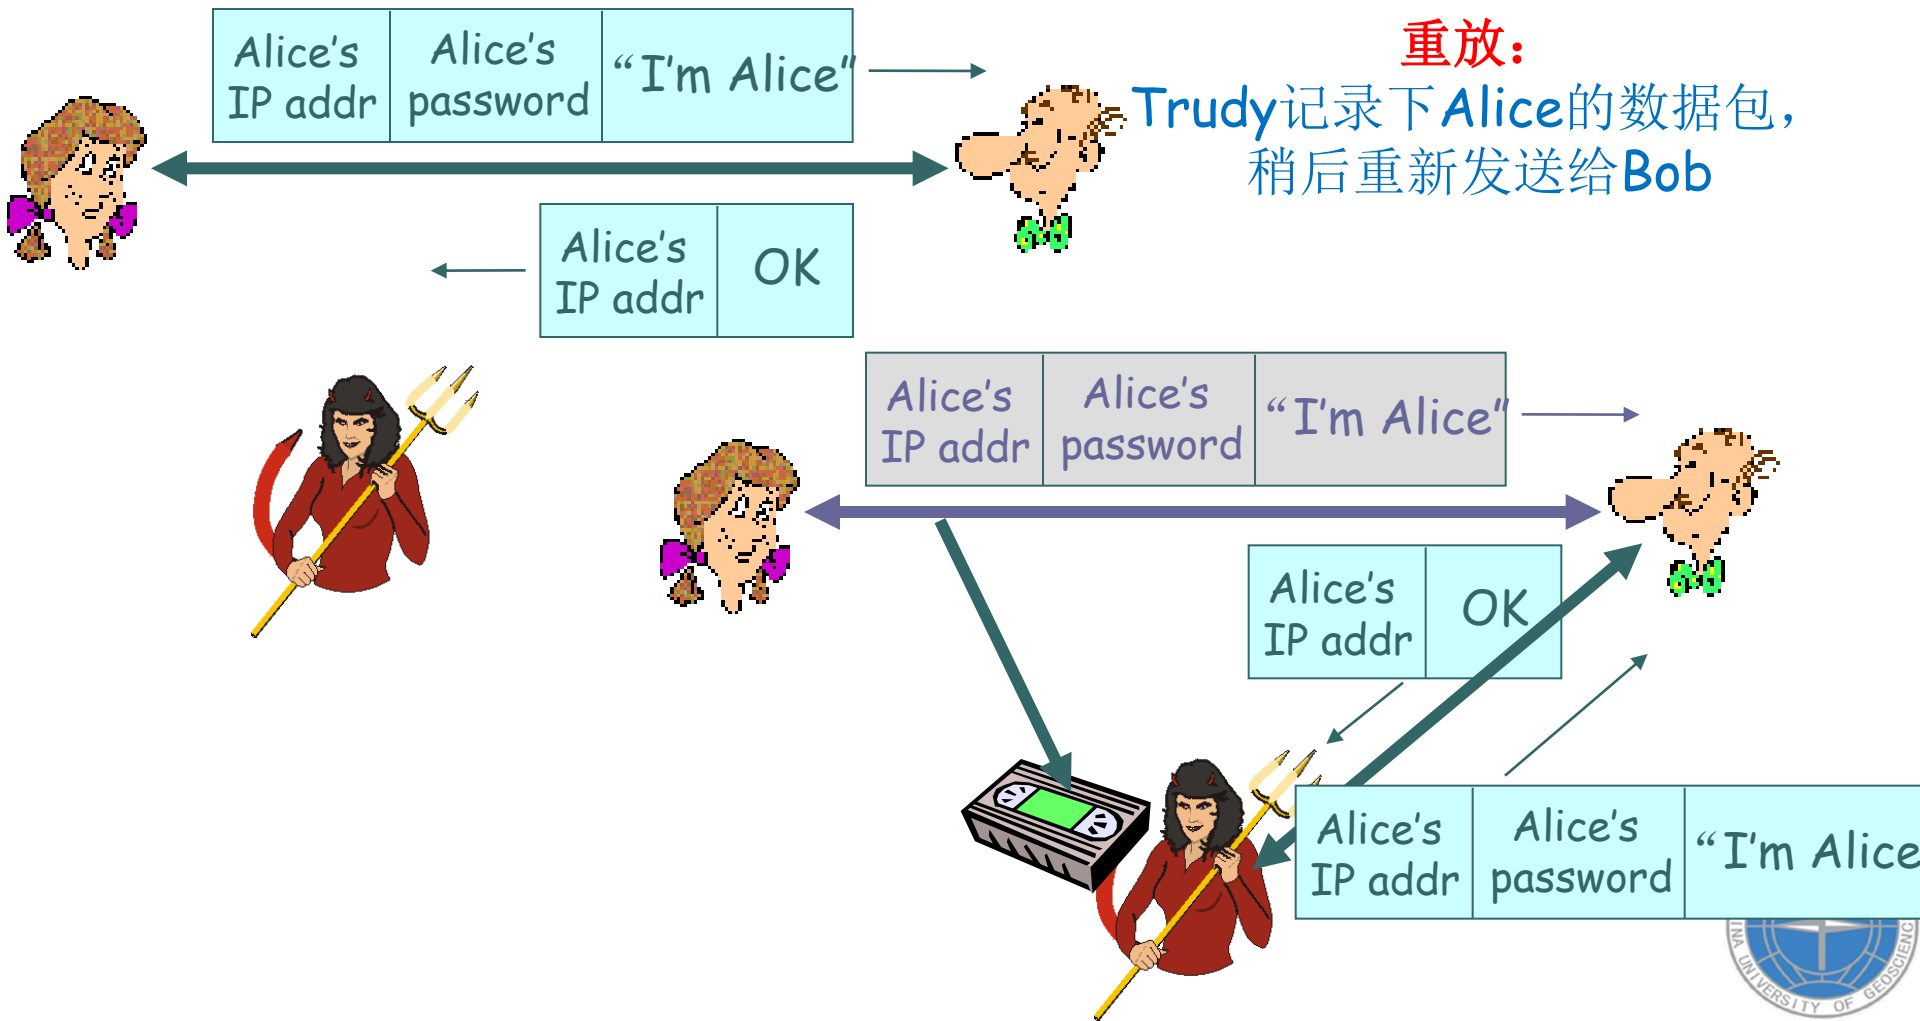 Alice's
IP addr
Alice's
password
“I'm Alice"
重放：
Trudy记录下Alice的数据包，
稍后重新发送给Bob
Alice's
IP addr
OK
Alice's
IP addr
Alice's
password
“I'm Alice"
Alice's
IP addr
OK
Alice's
IP addr
Alice's
password
“I'm Alice
UNIVERSITY OF